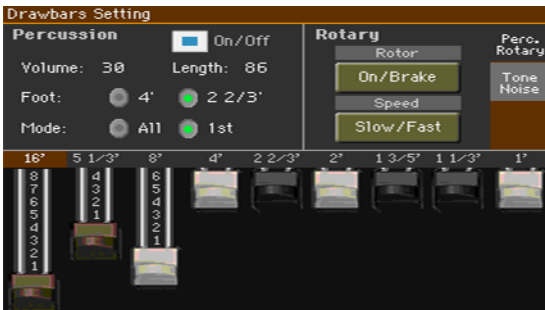 Drawbars Setting
Percussion
On/Off
Volume: 30 Length: 86
Foot: 4' 2 2/3'
Mode: All 1st
Rotary
Rotor
On/Brake
Speed
Slow/Fast
Perc.
Rotary
Tone
Noise
16' 5 1/3' 8' 4' 2 2/3' 2' 1 3/5' 1 1/3' 1'
8 4 6
7 3 5
6 2 4
5 1 3
4 2
3 1
2
1